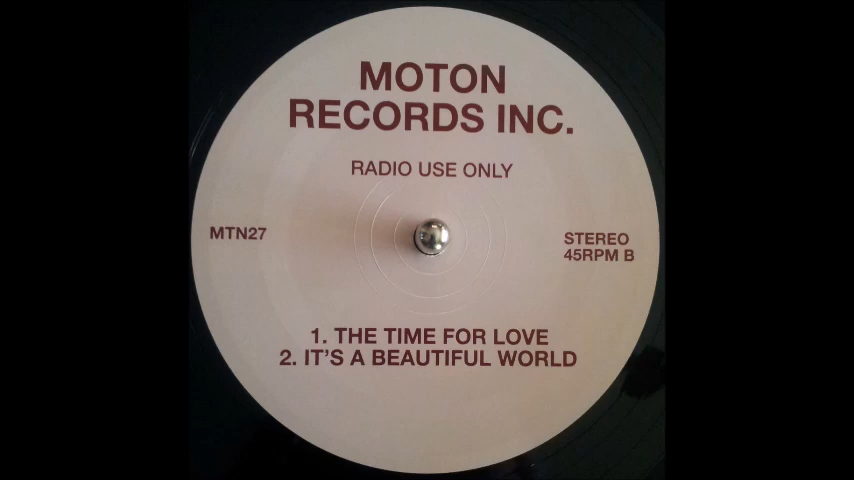 MOTON
RECORDS INC.
RADIO USE ONLY
MTN27
STEREO
45RPM B
1. THE TIME FOR LOVE
2. IT'S A BEAUTIFUL WORLD